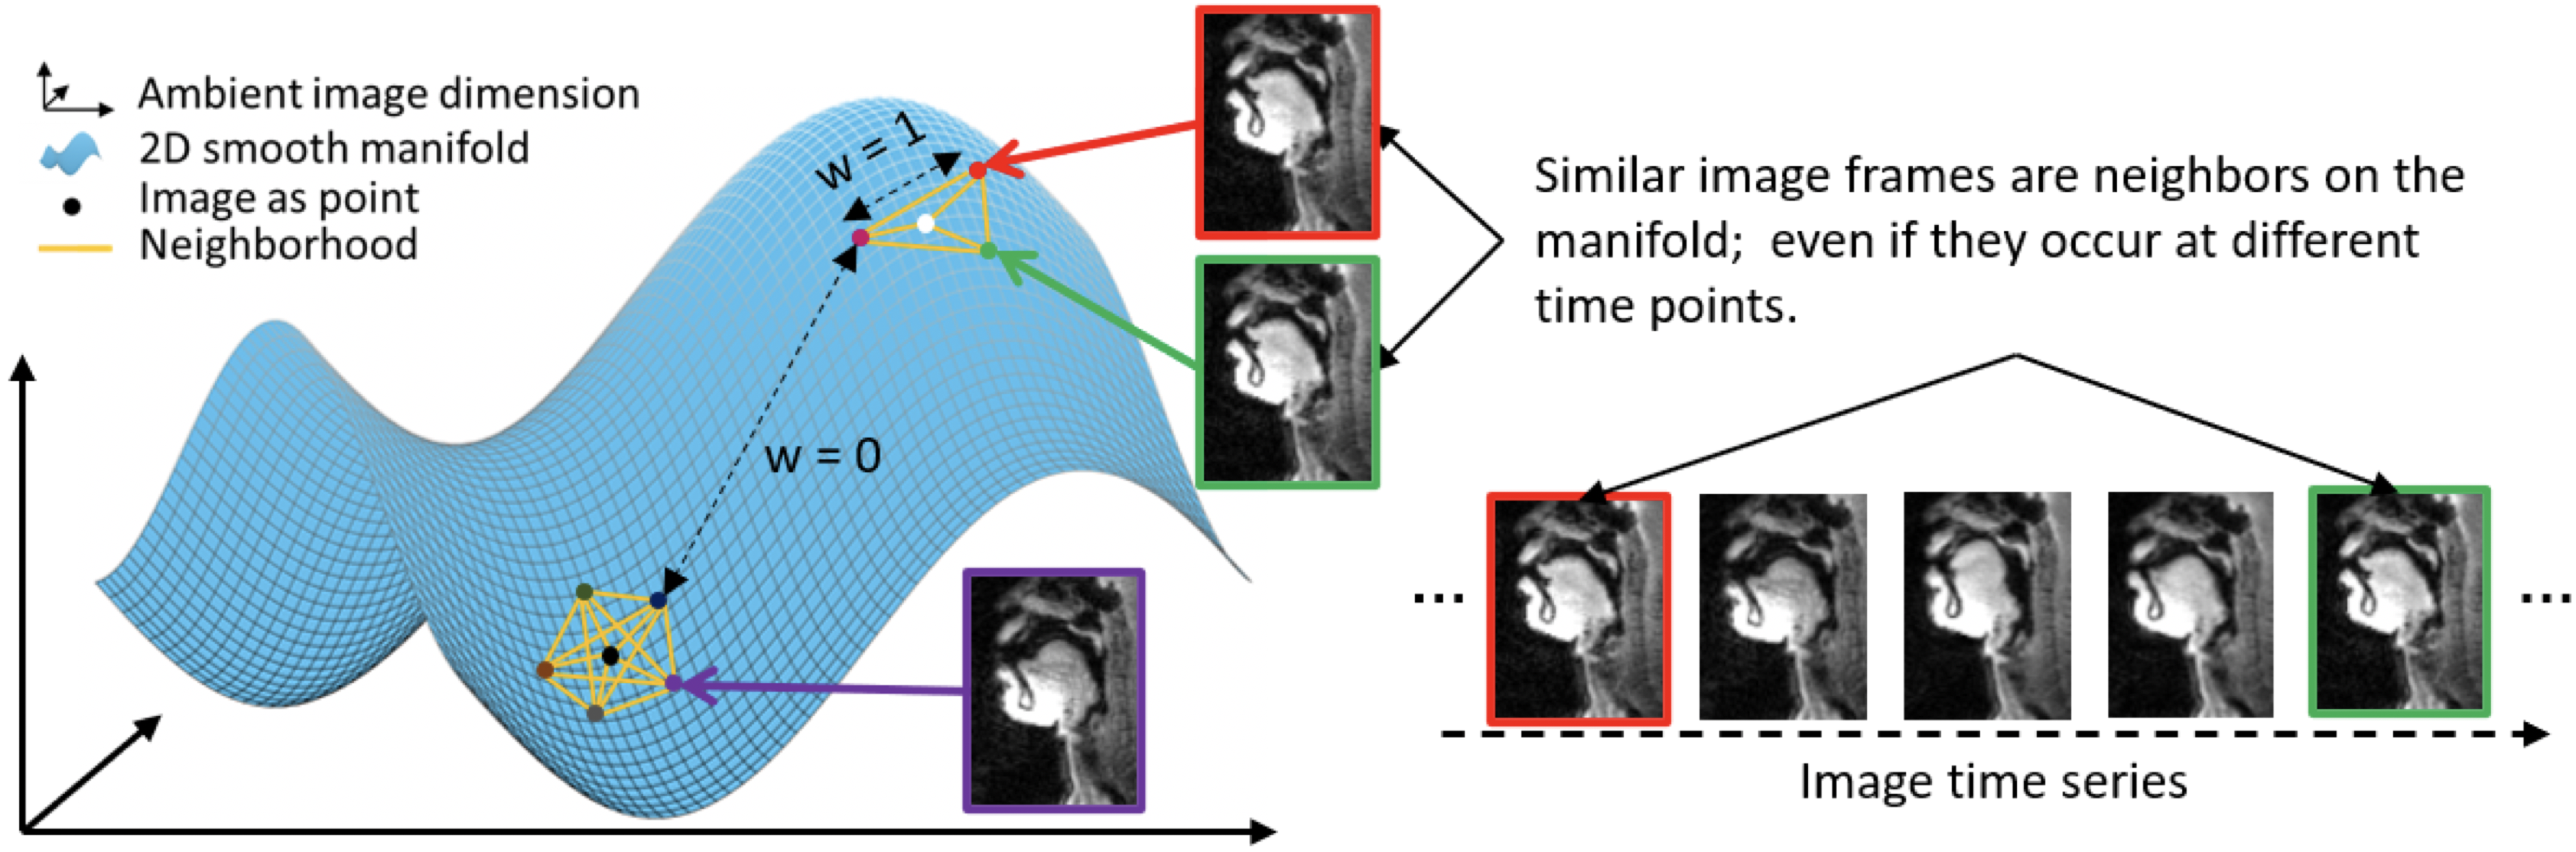 Ambient image dimension
2D smooth manifold
Image as point
Neighborhood
w = 1
w = 0
Similar image frames are neighbors on the
manifold;  even if they occur at different
time points.
...
...
Image time series